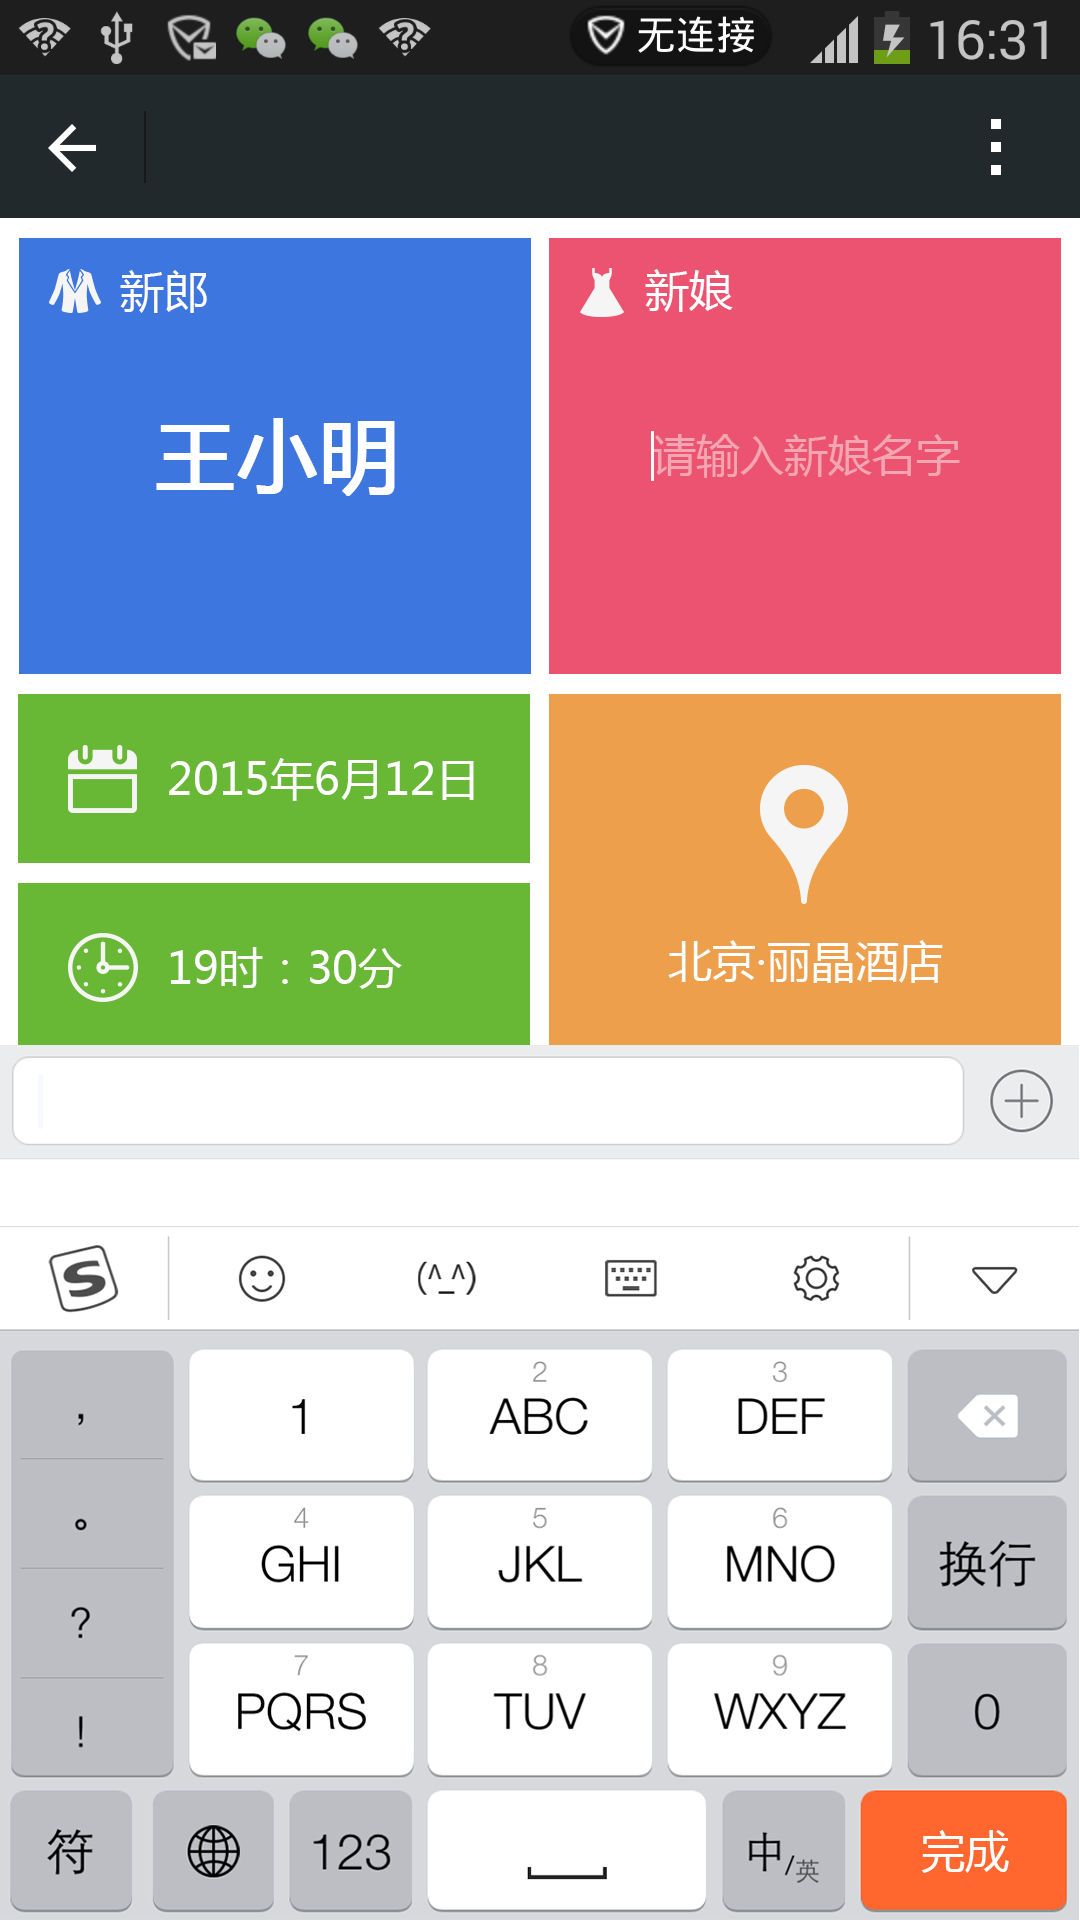 无连接 16:31
新郎
王小明
新娘
请输入新娘名字
2015年6月12日
19时：30分
北京·丽晶酒店
S (^_^)
，
。
?
!
1
2
ABC
3
DEF
4
GHI
5
JKL
6
MNO
换行
7
PQRS
8
TUV
9
WXYZ
0
符
123
中/英
完成